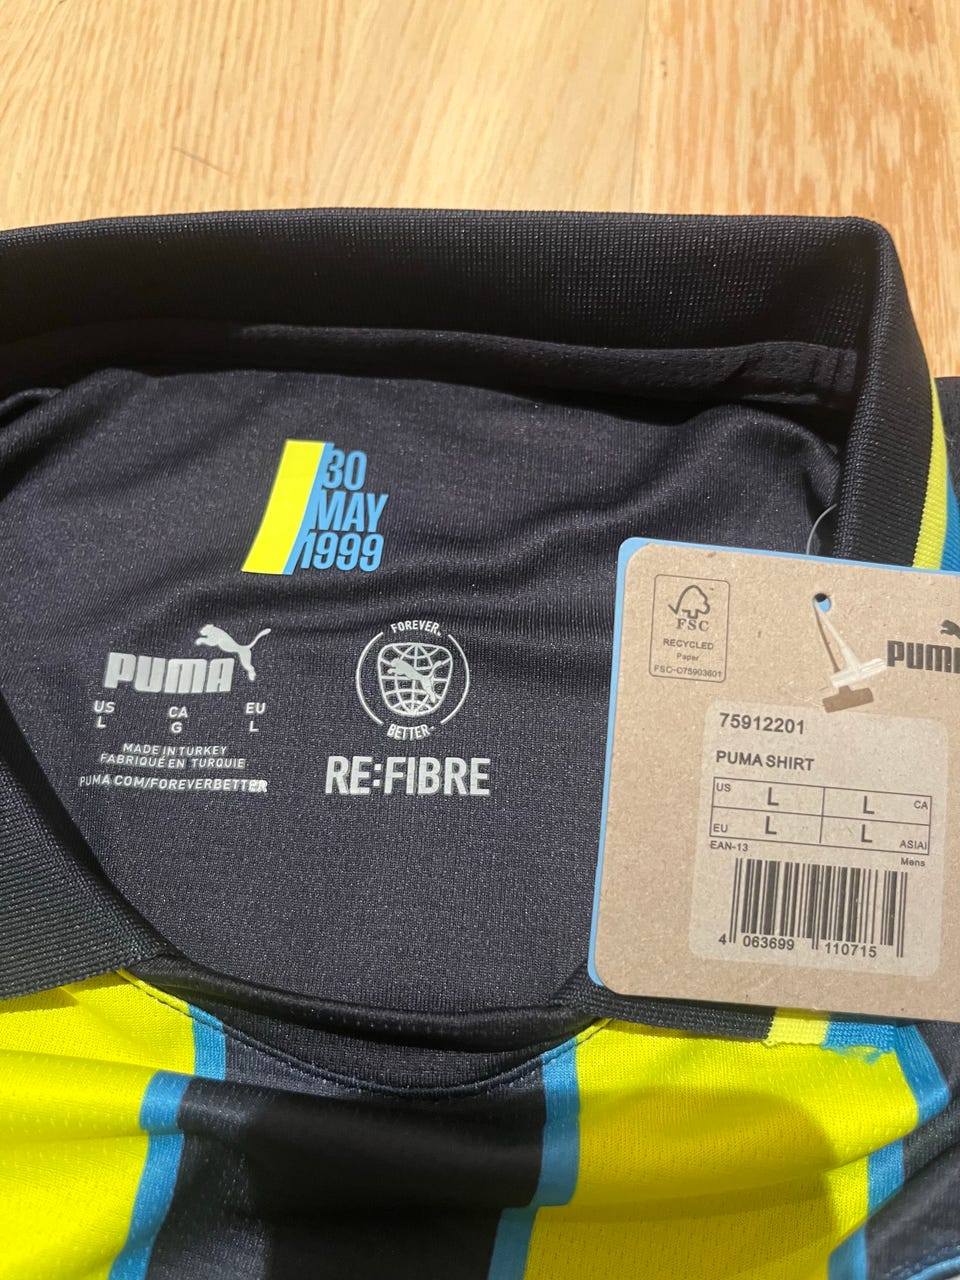 30
MAY
1999
PUMA
US CA EU
L G L
MADE IN TURKEY
FABRIQUÉ EN TURQUIE
PUMA.COM/FOREVERBETTER
FOREVER.
BETTER.
RE:FIBRE
FSC
RECYCLED
Paper
FSC-C75903601
PUMA
75912201
PUMA SHIRT
US L L CA
EU L L ASIA
EAN-13
Mens
4 063699 110715